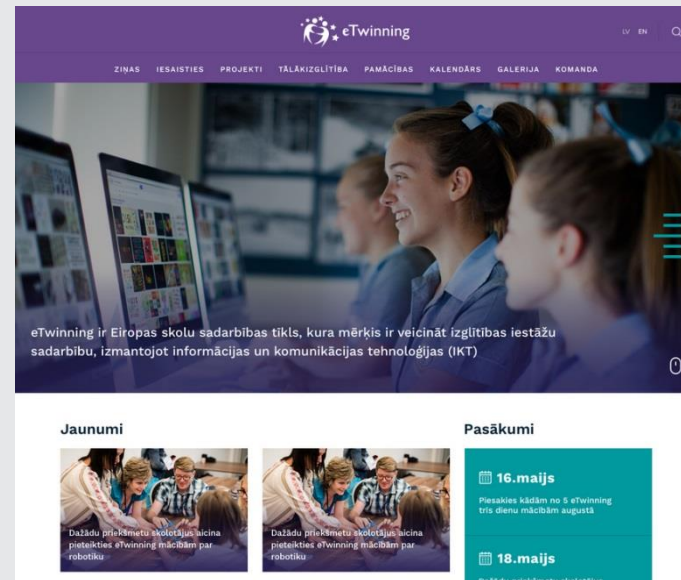 eTwinning
LV EN
ZIŅAS IESAISTIES PROJEKTI TĀLĀKIZGLĪTĪBA PAMĀCĪBAS KALENDĀRS GALERIJA KOMANDA
eTwinning ir Eiropas skolu sadarbības tīkls, kura mērķis ir veicināt izglītības iestāžu
sadarbību, izmantojot informācijas un komunikācijas tehnoloģijas (IKT)
Jaunumi
Dažādu priekšmetu skolotājus aicina
pieteikties eTwinning mācībām par
robotiku
Dažādu priekšmetu skolotājus aicina
pieteikties eTwinning mācībām par
robotiku
Pasākumi
16.maijs
Piesakies kādām no 5 eTwinning
trīs dienu mācībām augustā
18.maijs